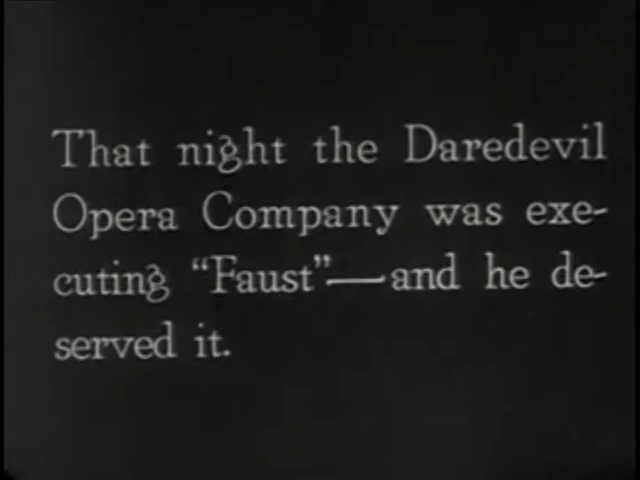 That night the Daredevil
Opera Company was exe-
cuting “Faust”—and he de-
served it.